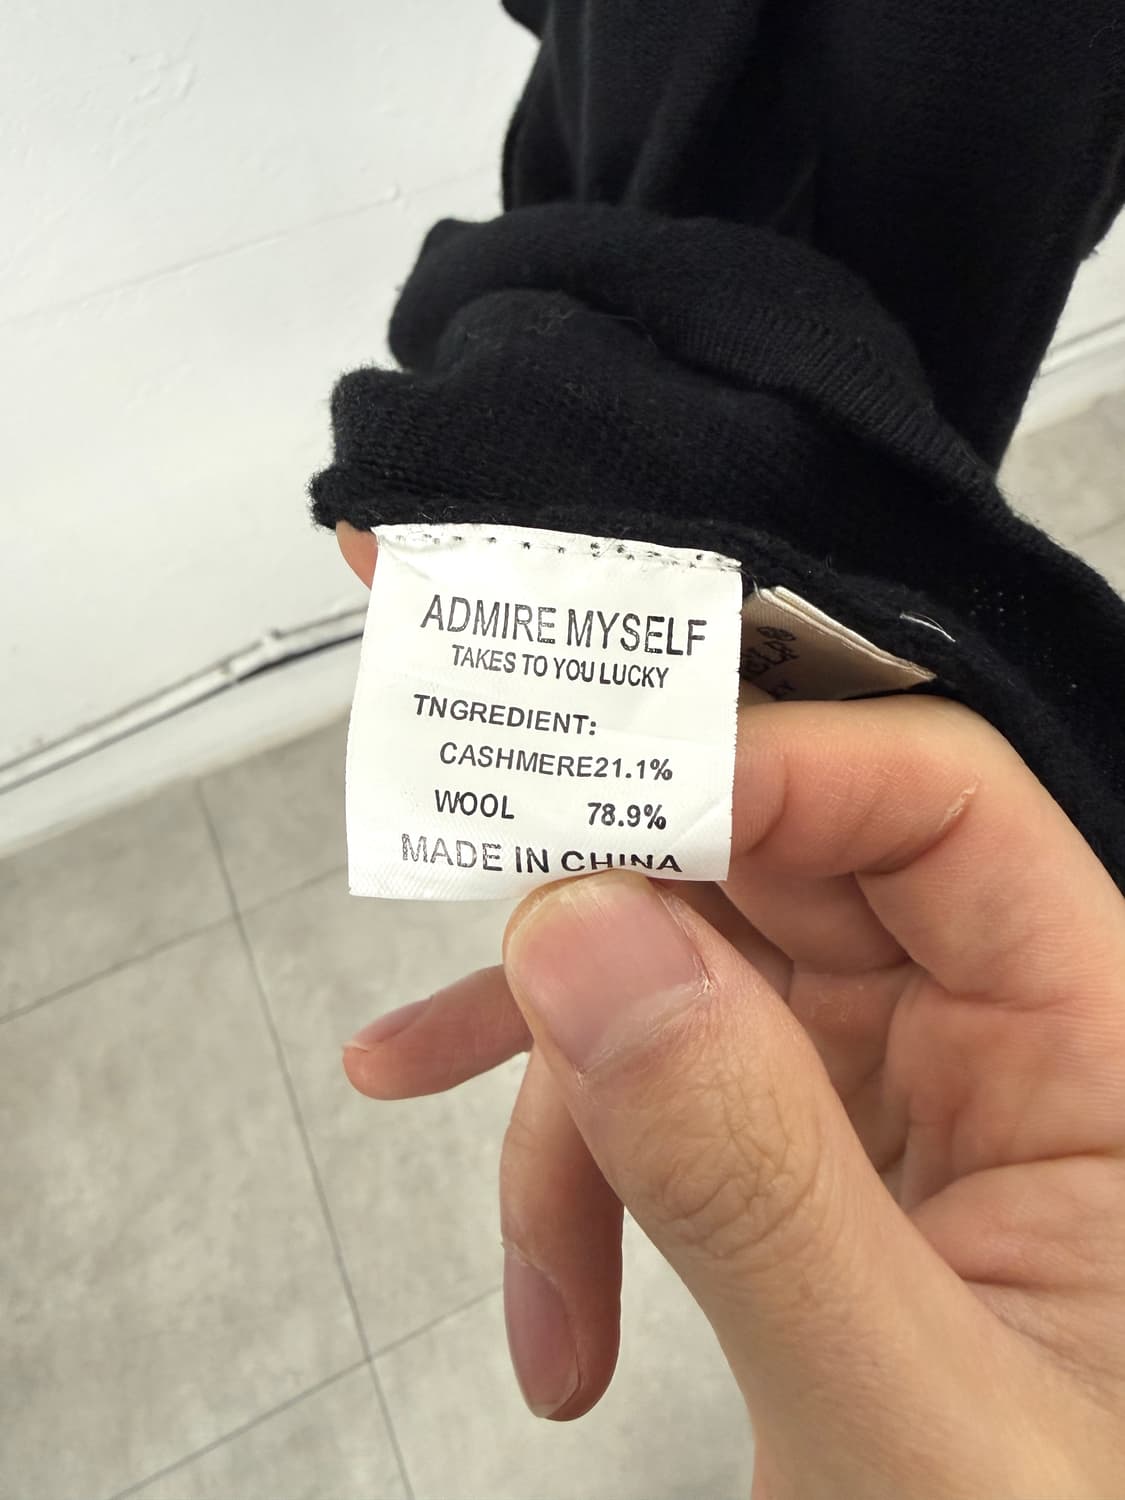 ADMIRE MYSELF
TAKES TO YOU LUCKY
TNGREDIENT:
CASHMERE21.1%
WOOL 78.9%
MADE IN CHINA